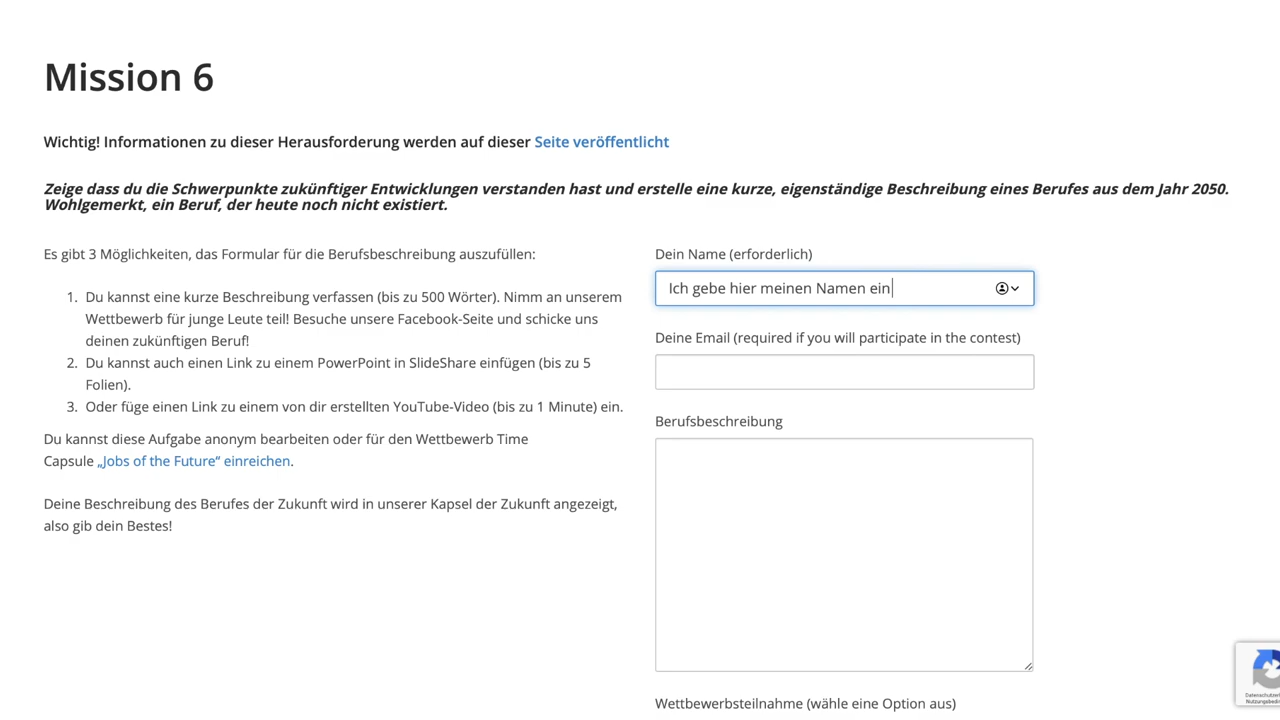 Mission 6
Wichtig! Informationen zu dieser Herausforderung werden auf dieser Seite veröffentlicht
Zeige dass du die Schwerpunkte zukünftiger Entwicklungen verstanden hast und erstelle eine kurze, eigenständige Beschreibung eines Berufes aus dem Jahr 2050.
Wohlgemerkt, ein Beruf, der heute noch nicht existiert.
Es gibt 3 Möglichkeiten, das Formular für die Berufsbeschreibung auszufüllen:
1. Du kannst eine kurze Beschreibung verfassen (bis zu 500 Wörter). Nimm an unserem
Wettbewerb für junge Leute teil! Besuche unsere Facebook-Seite und schicke uns
deinen zukünftigen Beruf!
2. Du kannst auch einen Link zu einem PowerPoint in SlideShare einfügen (bis zu 5
Folien).
3. Oder füge einen Link zu einem von dir erstellten YouTube-Video (bis zu 1 Minute) ein.
Du kannst diese Aufgabe anonym bearbeiten oder für den Wettbewerb Time
Capsule „Jobs of the Future“ einreichen.
Deine Beschreibung des Berufes der Zukunft wird in unserer Kapsel der Zukunft angezeigt,
also gib dein Bestes!
Dein Name (erforderlich)
Ich gebe hier meinen Namen ein
Deine Email (required if you will participate in the contest)
Berufsbeschreibung
Wettbewerbsteilnahme (wähle eine Option aus)